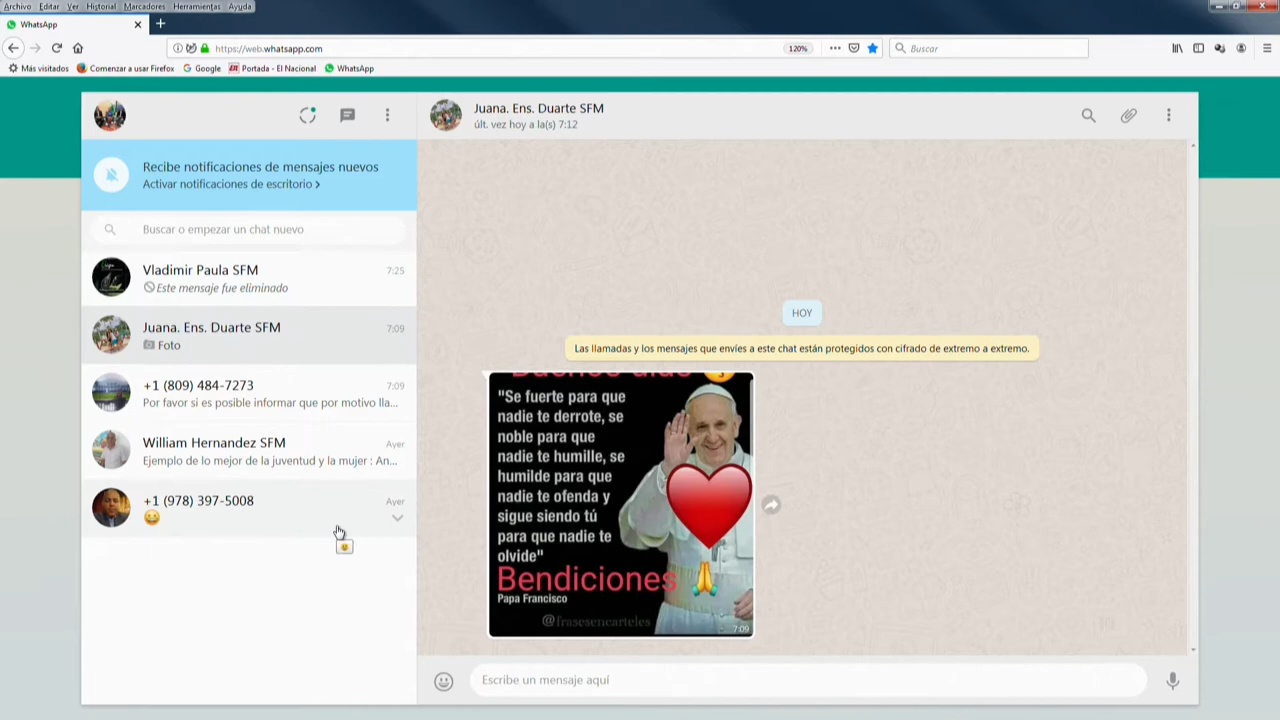 Archivo Editar Ver Historial Marcadores Herramientas Ayuda
WhatsApp
https://web.whatsapp.com
120%
Buscar
Más visitados Comenzar a usar Firefox Google Portada - El Nacional WhatsApp
Juana. Ens. Duarte SFM
últ. vez hoy a la(s) 7:12
Recibe notificaciones de mensajes nuevos
Activar notificaciones de escritorio >
Buscar o empezar un chat nuevo
Vladimir Paula SFM 7:25
Este mensaje fue eliminado
Juana. Ens. Duarte SFM 7:09
Foto
+1 (809) 484-7273 7:09
Por favor si es posible informar que por motivo lla...
William Hernandez SFM Ayer
Ejemplo de lo mejor de la juventud y la mujer : An...
+1 (978) 397-5008 Ayer
HOY
Las llamadas y los mensajes que envíes a este chat están protegidos con cifrado de extremo a extremo.
"Se fuerte para que
nadie te derrote, se
noble para que
nadie te humille, se
humilde para que
nadie te ofenda y
sigue siendo tú
para que nadie te
olvide"
Bendiciones
Papa Francisco
@frasesencarteles
7:09
Escribe un mensaje aquí